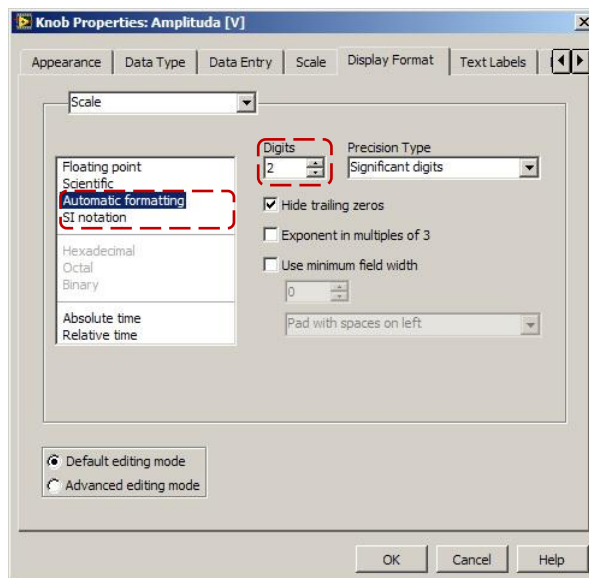 Knob Properties: Amplituda [V]
Appearance Data Type Data Entry Scale Display Format Text Labels
Scale
Digits Precision Type
2 Significant digits
Floating point
Scientific
Automatic formatting
SI notation
Hexadecimal
Octal
Binary
Absolute time
Relative time
Hide trailing zeros
Exponent in multiples of 3
Use minimum field width
0
Pad with spaces on left
Default editing mode
Advanced editing mode
OK Cancel Help